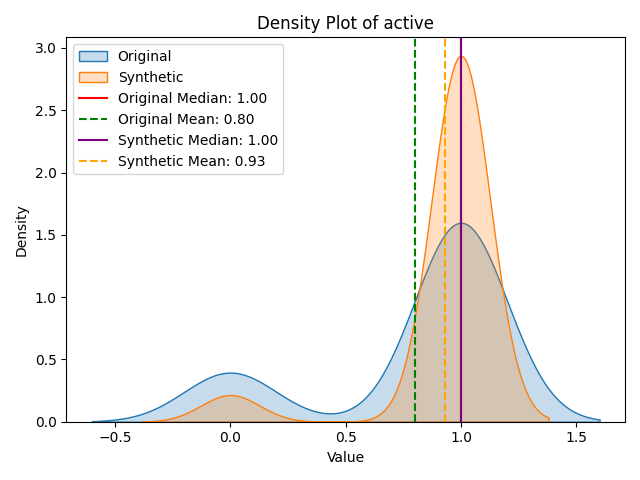 Density Plot of active
Original
Synthetic
Original Median: 1.00
Original Mean: 0.80
Synthetic Median: 1.00
Synthetic Mean: 0.93
Density
3.0
2.5
2.0
1.5
1.0
0.5
0.0
−0.5
0.0
0.5
1.0
1.5
Value